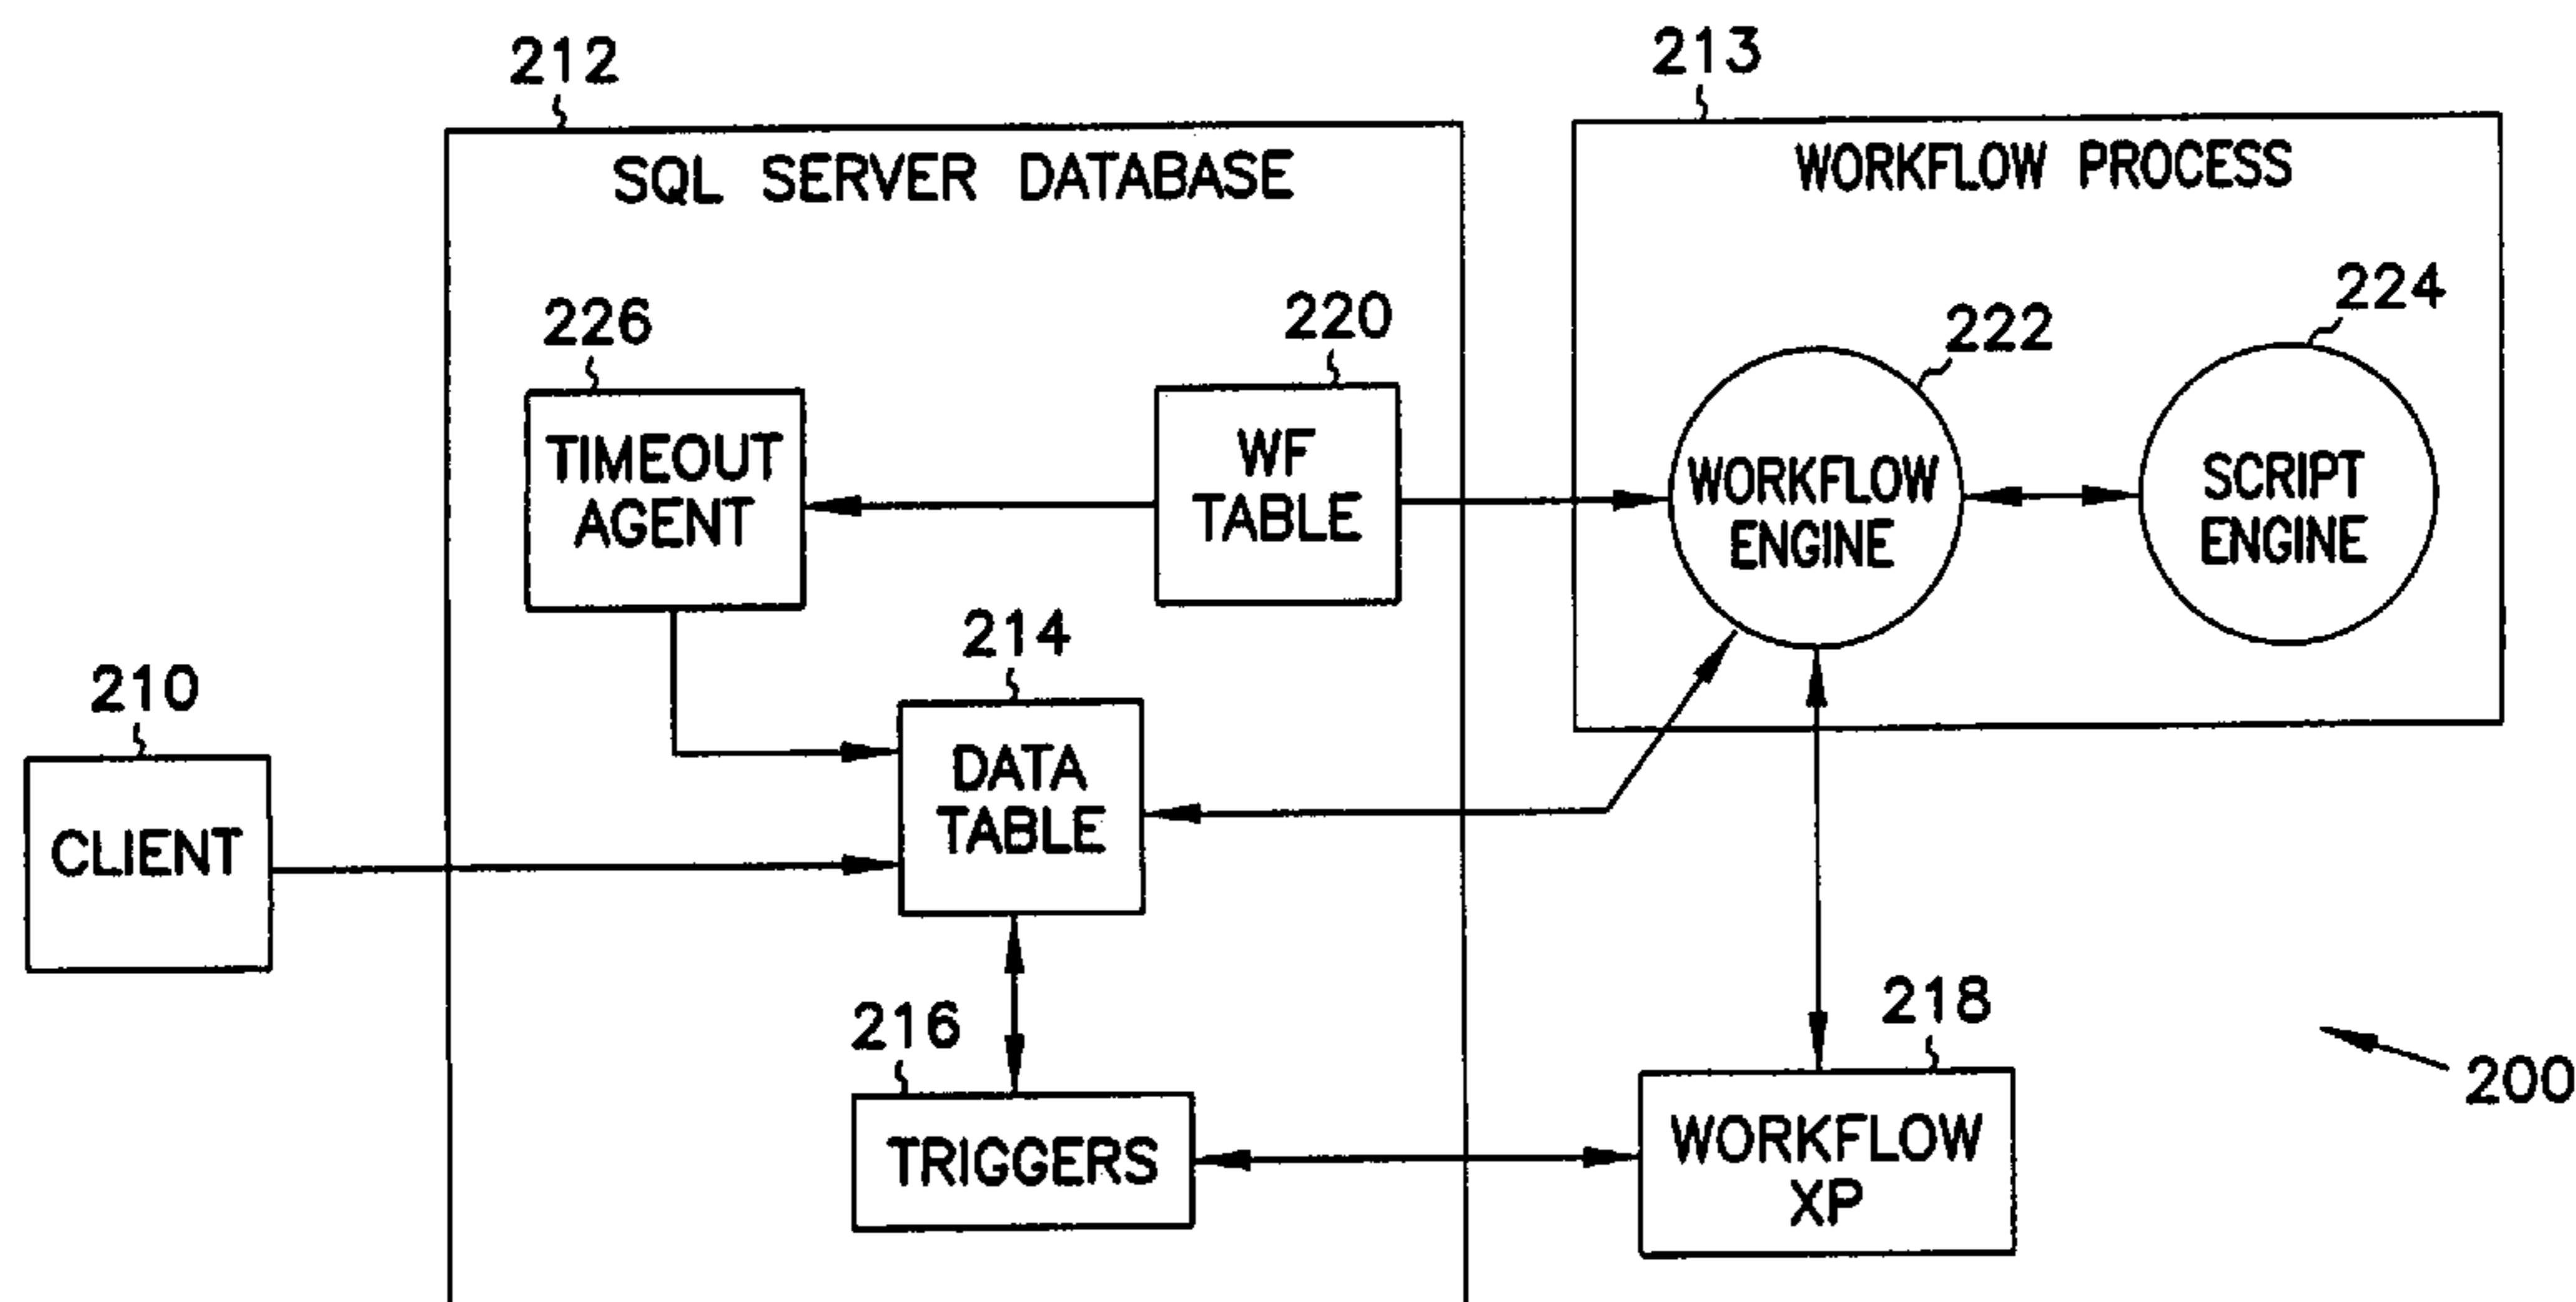 212
213
SQL SERVER DATABASE
WORKFLOW PROCESS
226
220
222
224
TIMEOUT
AGENT
WF
TABLE
WORKFLOW
ENGINE
SCRIPT
ENGINE
210
214
CLIENT
DATA
TABLE
216
218
TRIGGERS
WORKFLOW
XP
200